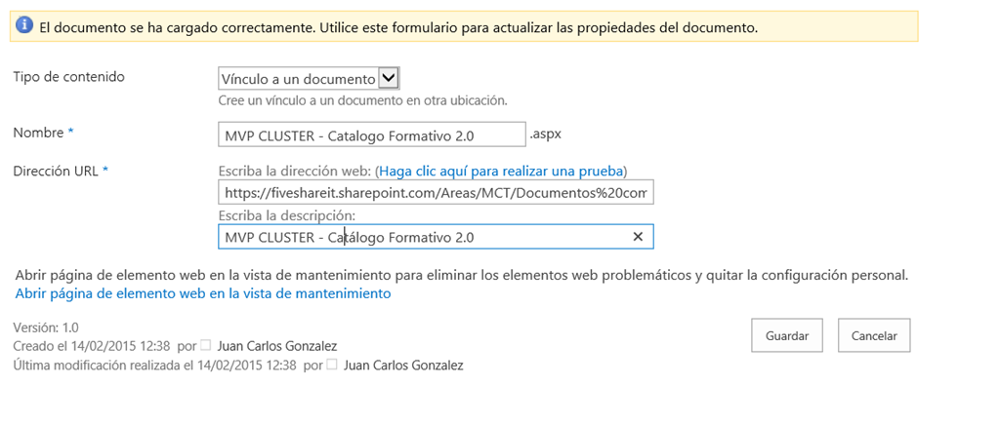 El documento se ha cargado correctamente. Utilice este formulario para actualizar las propiedades del documento.
Tipo de contenido
Vínculo a un documento
Cree un vínculo a un documento en otra ubicación.
Nombre *
MVP CLUSTER - Catalogo Formativo 2.0 .aspx
Dirección URL *
Escriba la dirección web: (Haga clic aquí para realizar una prueba)
https://fiveshareit.sharepoint.com/Areas/MCT/Documentos%20com
Escriba la descripción:
MVP CLUSTER - Catálogo Formativo 2.0
Abrir página de elemento web en la vista de mantenimiento para eliminar los elementos web problemáticos y quitar la configuración personal.
Abrir página de elemento web en la vista de mantenimiento
Versión: 1.0
Creado el 14/02/2015 12:38 por Juan Carlos Gonzalez
Última modificación realizada el 14/02/2015 12:38 por Juan Carlos Gonzalez
Guardar
Cancelar